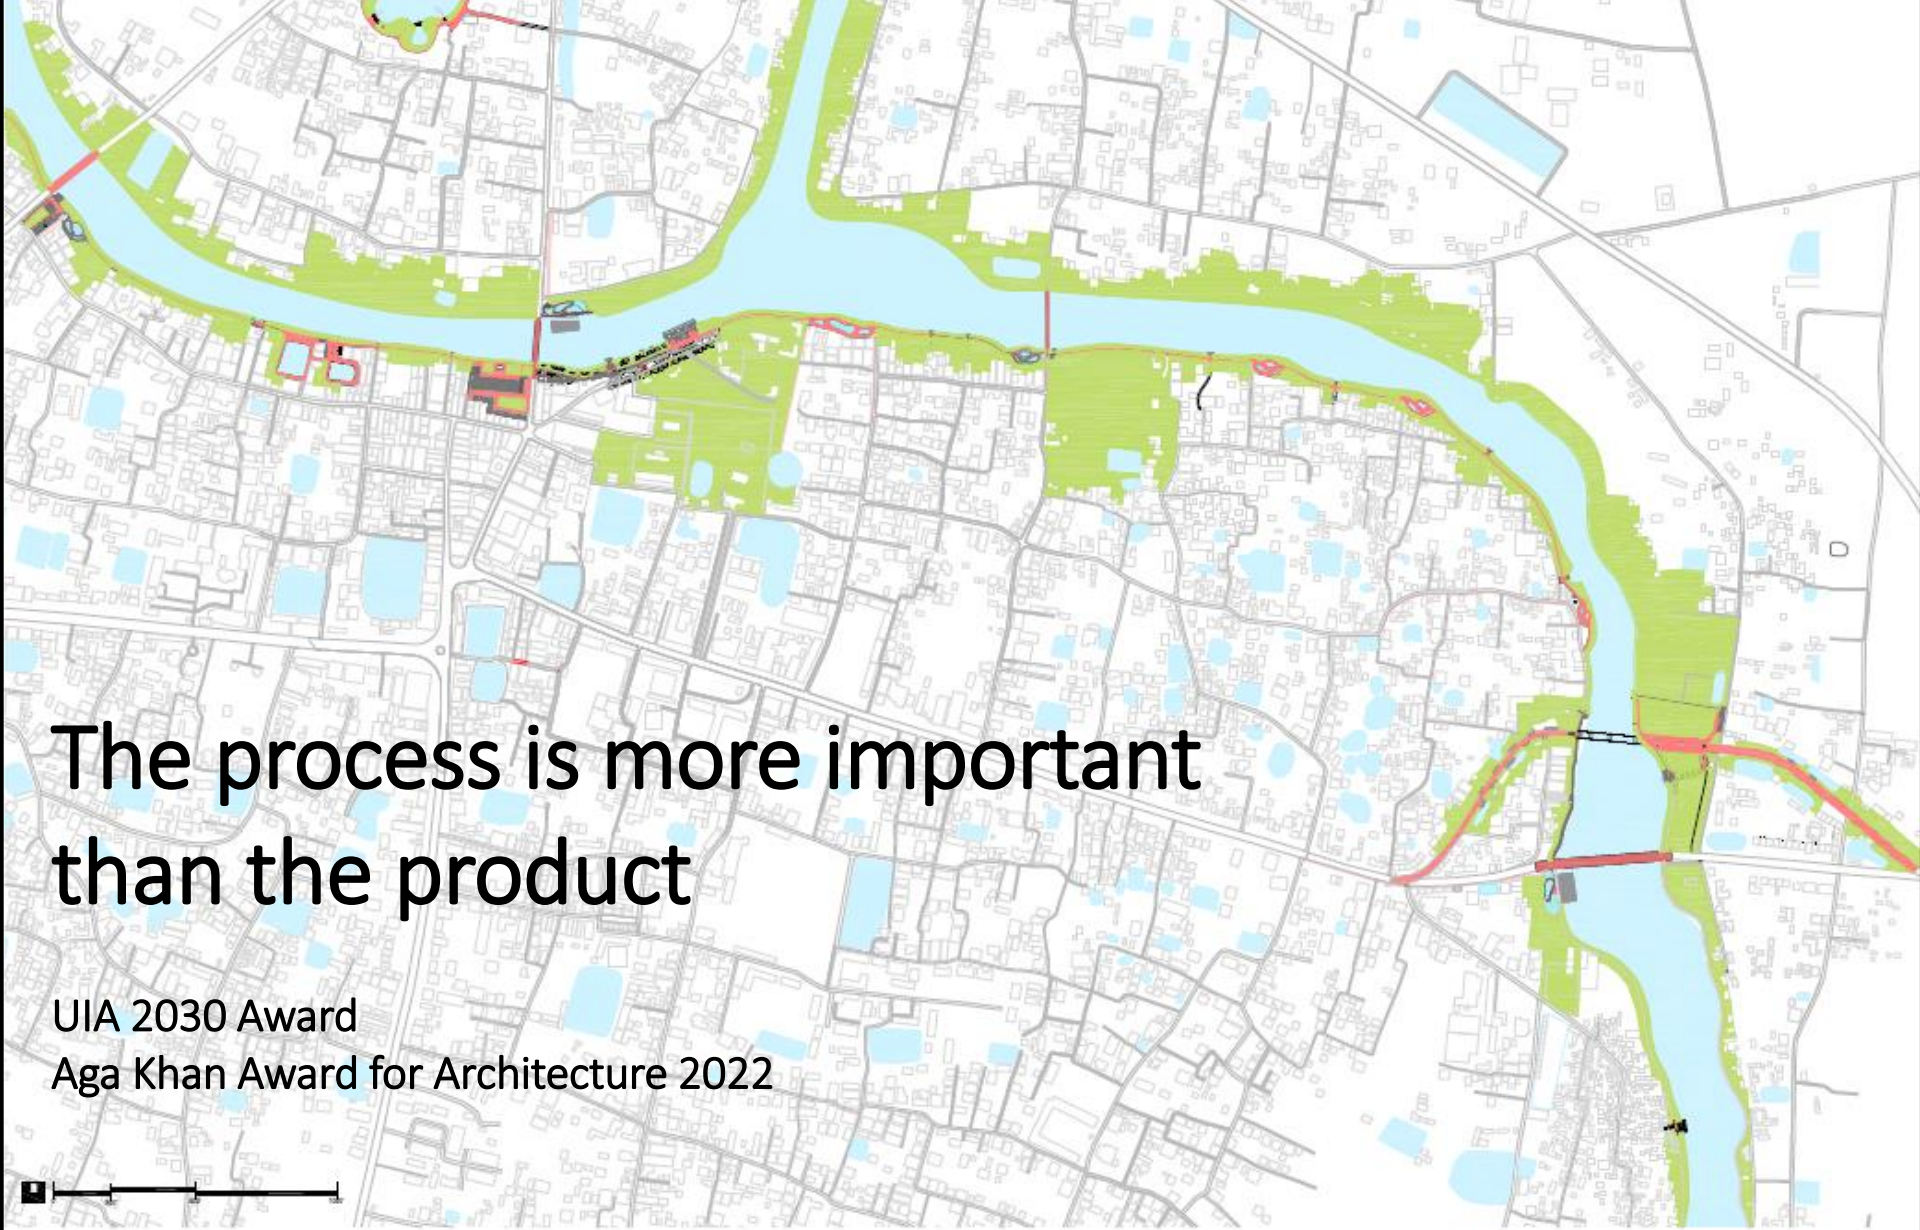 The process is more important
than the product
UIA 2030 Award
Aga Khan Award for Architecture 2022